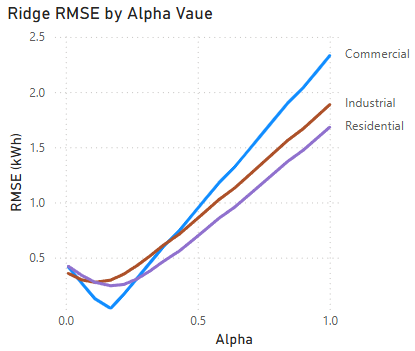 Ridge RMSE by Alpha Vaue
2.5
Commercial
2.0
Industrial
Residential
1.5
RMSE (kWh)
1.0
0.5
0.0
0.5
1.0
Alpha